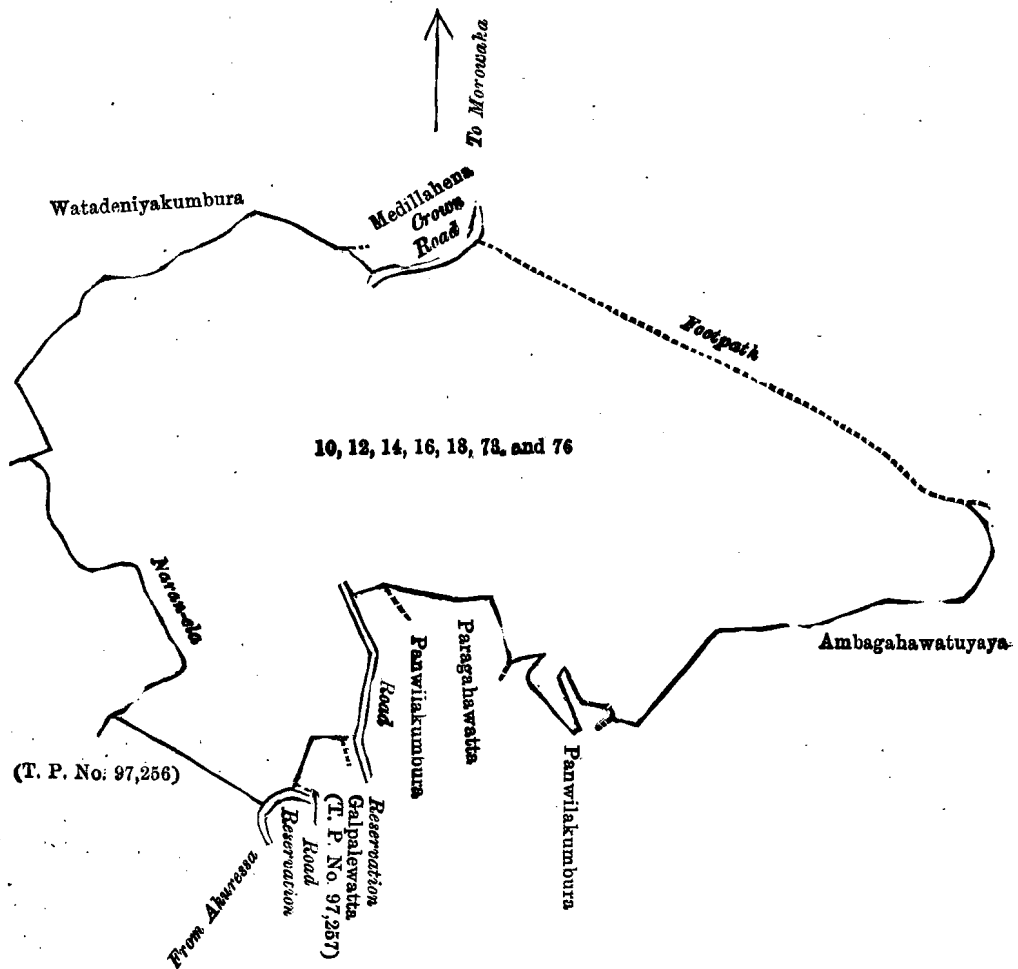 To Morowaka
Watadeniyakumbura
Medillahena
Crown
Road
Footpath
10, 12, 14, 16, 18, 73, and 76
Naran-ela
Ambagahawatuyaya
Paragahawatta
Panwilakumbura
Road
Panwilakumbura
(T. P. No. 97,256)
Reservation
Galpalewatta
(T. P. No. 97,257)
Road
Reservation
From Akuressa